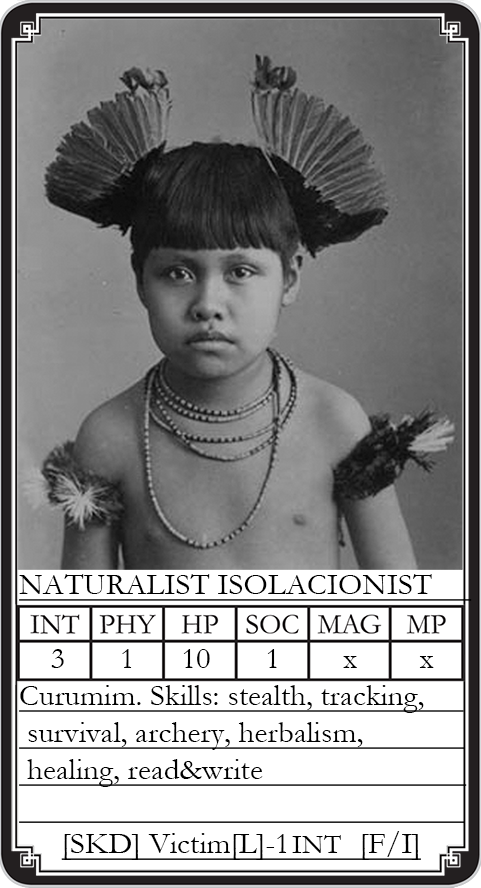 NATURALIST ISOLACIONIST
INT PHY HP SOC MAG MP
3 1 10 1 x x
Curumim. Skills: stealth, tracking,
survival, archery, herbalism,
healing, read&write
[SKD] Victim[L]-1INT [F/I]